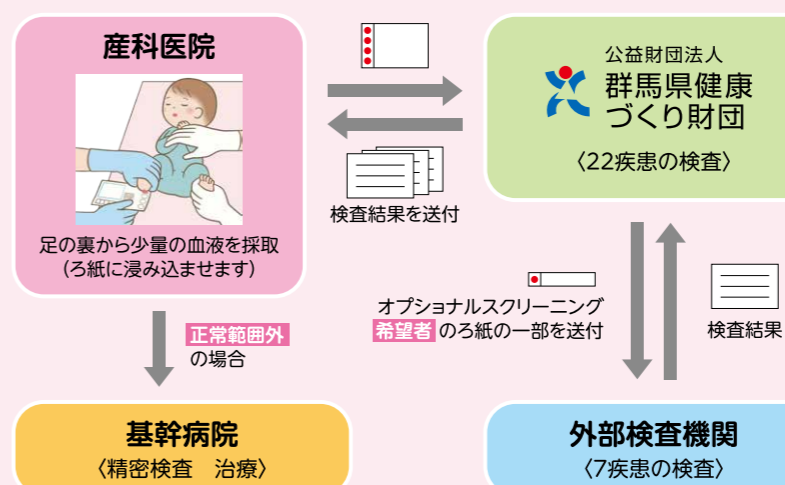 産科医院
足の裏から少量の血液を採取
（ろ紙に浸み込ませます）
検査結果を送付
公益財団法人
群馬県健康
づくり財団
〈22疾患の検査〉
オプショナルスクリーニング
希望者のろ紙の一部を送付
検査結果
正常範囲外
の場合
基幹病院
〈精密検査　治療〉
外部検査機関
〈7疾患の検査〉